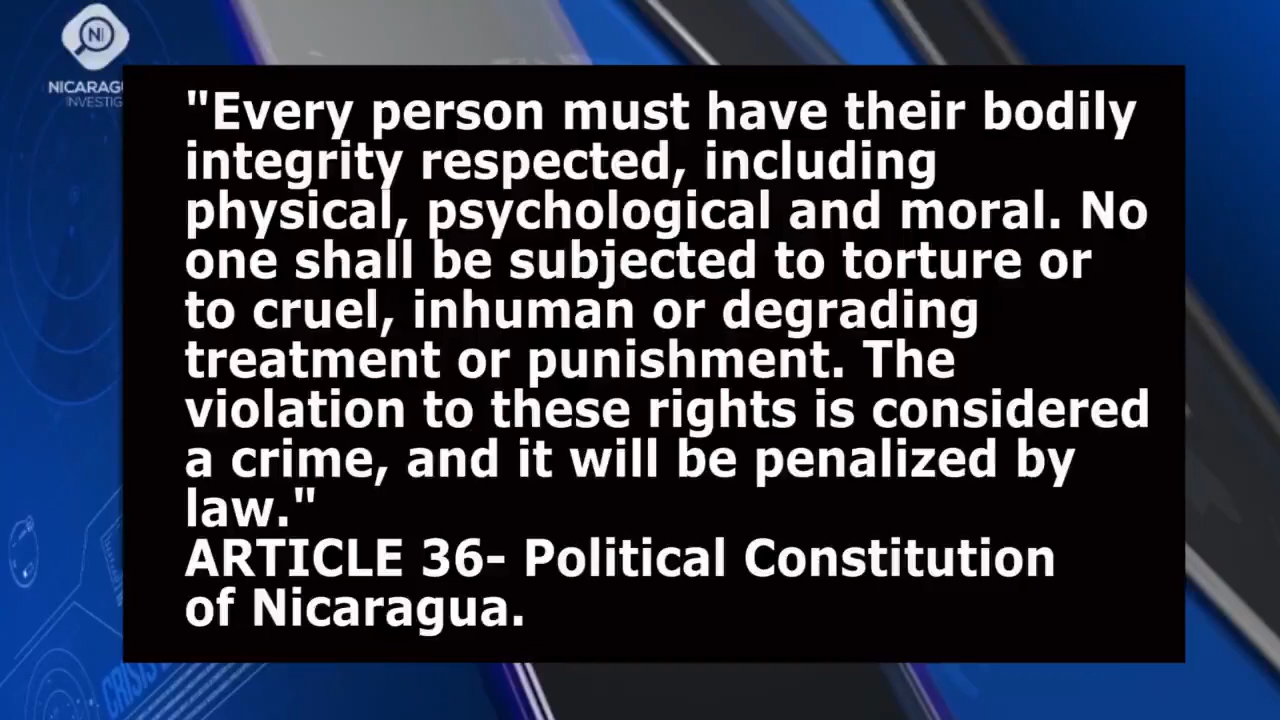 NI
NICARAGU
INVESTIG
"Every person must have their bodily
integrity respected, including
physical, psychological and moral. No
one shall be subjected to torture or
to cruel, inhuman or degrading
treatment or punishment. The
violation to these rights is considered
a crime, and it will be penalized by
law."
ARTICLE 36- Political Constitution
of Nicaragua.
CRISIS